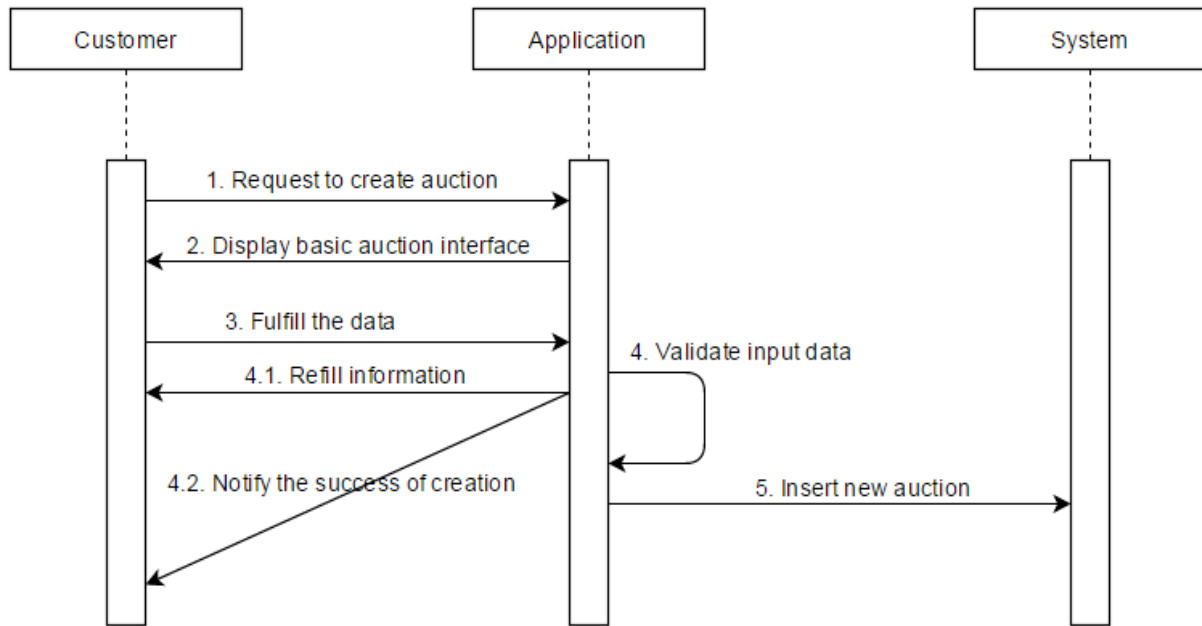 Customer
Application
System
1. Request to create auction
2. Display basic auction interface
3. Fulfill the data
4. Validate input data
4.1. Refill information
4.2. Notify the success of creation
5. Insert new auction